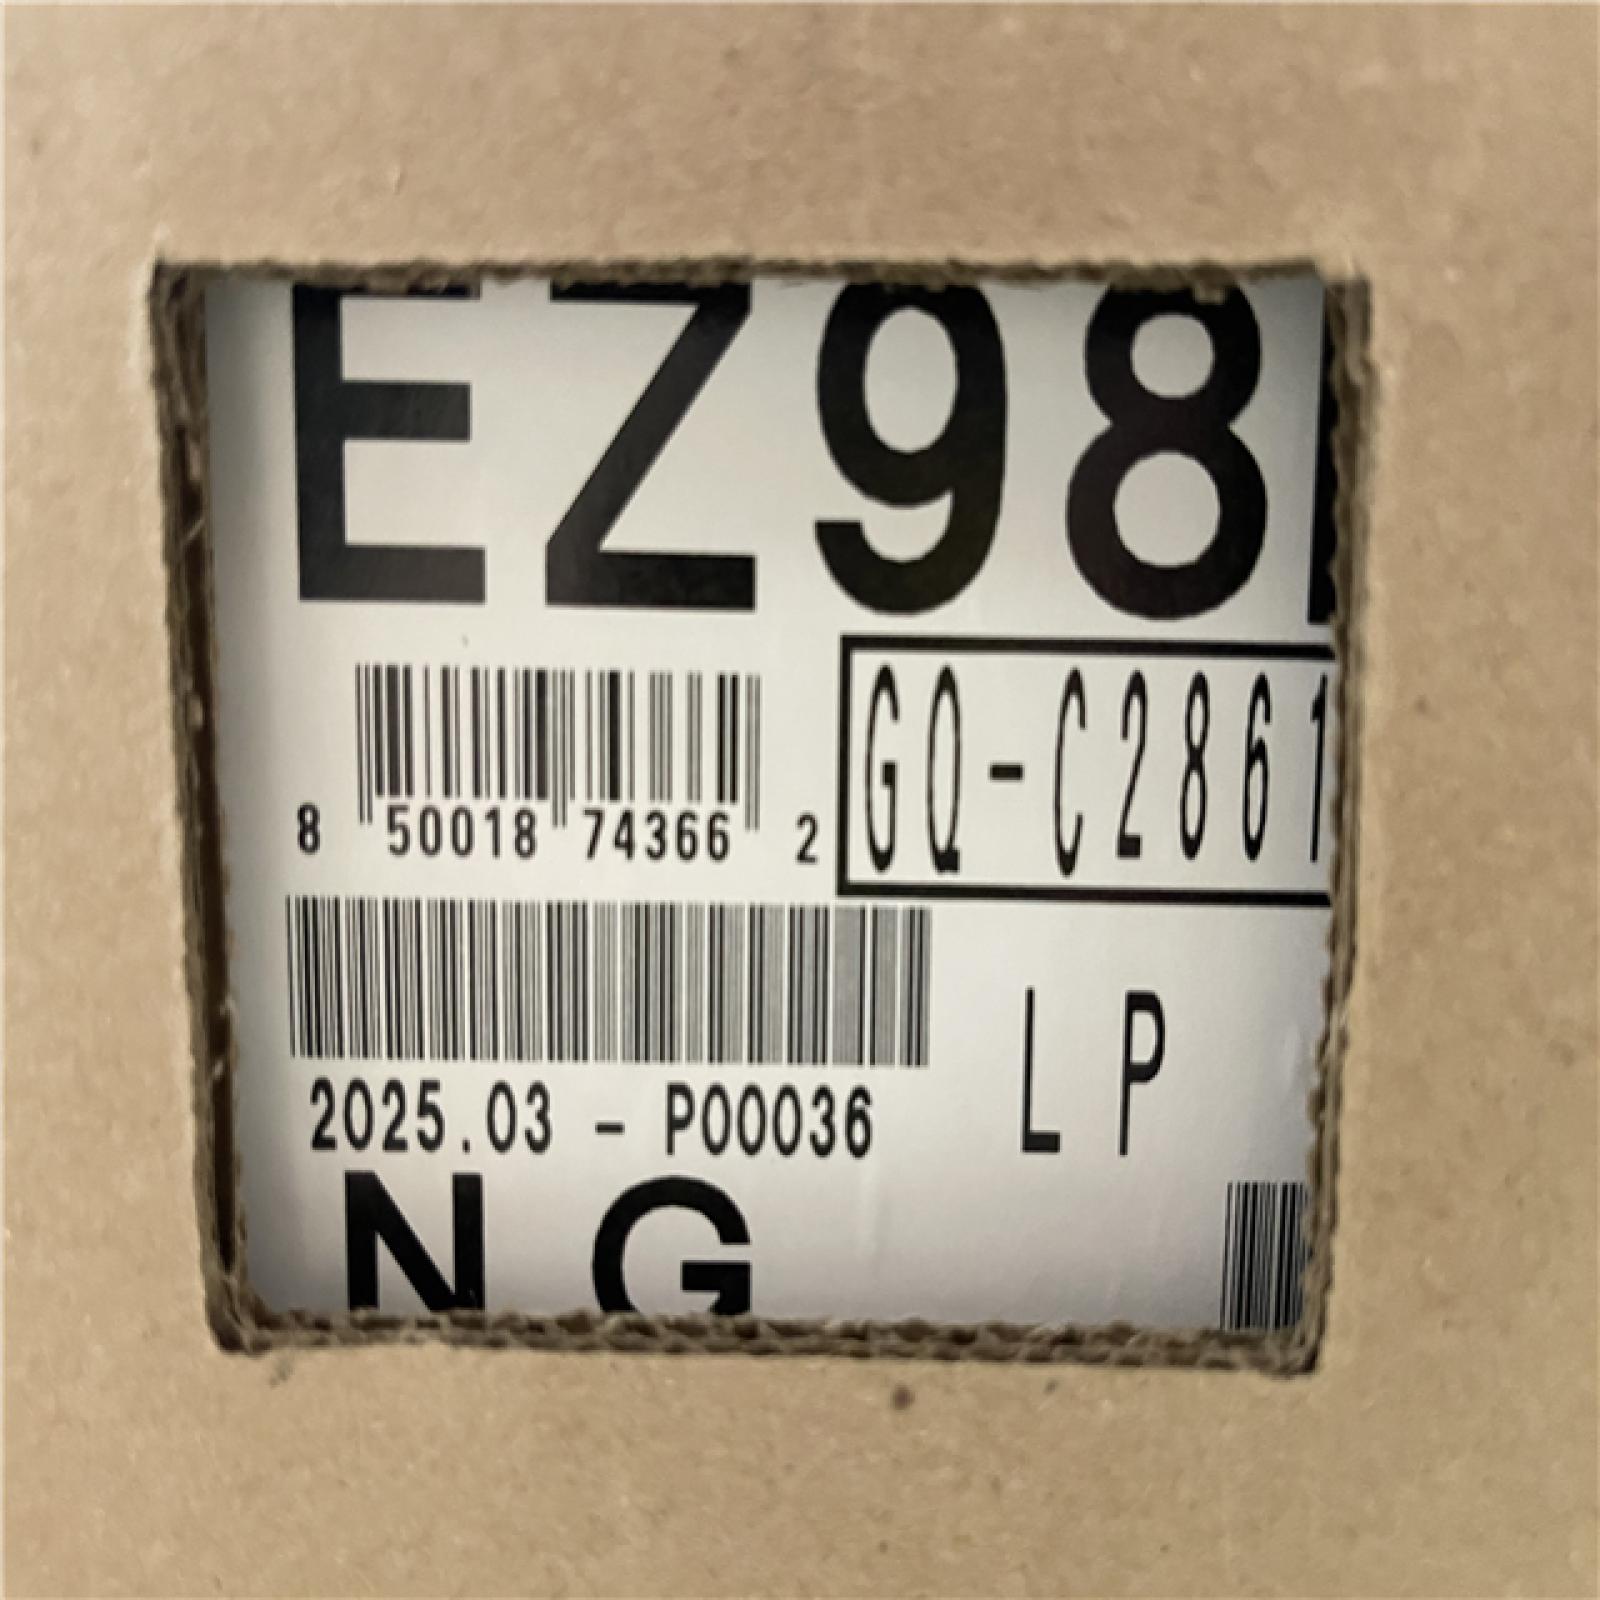 EZ98
GQ-C2861
8 50018 74366 2
2025.03 - P00036
LP
NG